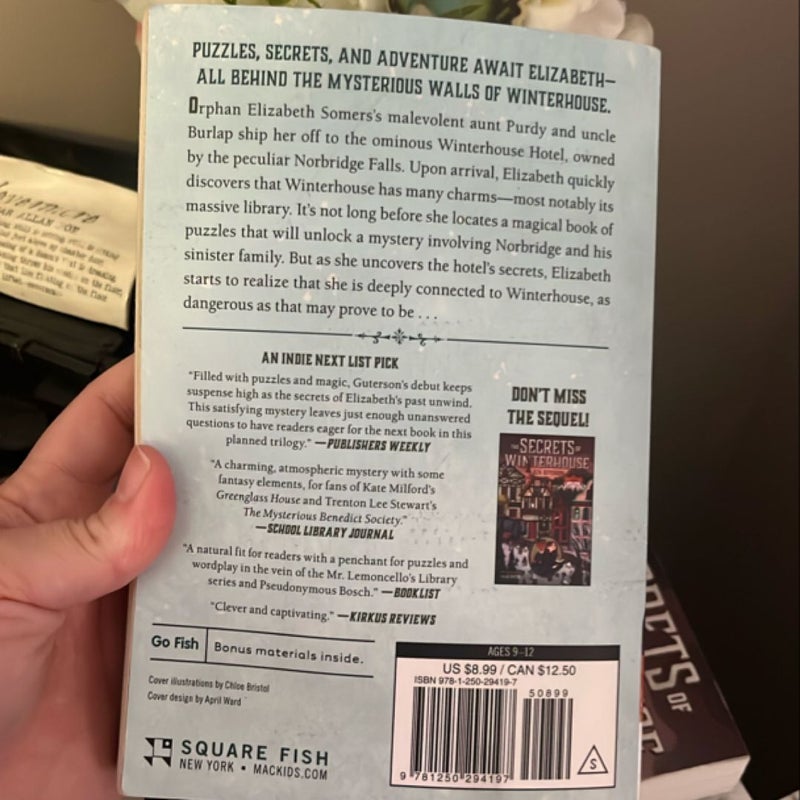 PUZZLES, SECRETS, AND ADVENTURE AWAIT ELIZABETH—
ALL BEHIND THE MYSTERIOUS WALLS OF WINTERHOUSE.
Orphan Elizabeth Somers's malevolent aunt Purdy and uncle
Burlap ship her off to the ominous Winterhouse Hotel, owned
by the peculiar Norbridge Falls. Upon arrival, Elizabeth quickly
discovers that Winterhouse has many charms—most notably its
massive library. It's not long before she locates a magical book of
puzzles that will unlock a mystery involving Norbridge and his
sinister family. But as she uncovers the hotel's secrets, Elizabeth
starts to realize that she is deeply connected to Winterhouse, as
dangerous as that may prove to be . . .
AN INDIE NEXT LIST PICK
"Filled with puzzles and magic, Guterson's debut keeps
suspense high as the secrets of Elizabeth's past unwind.
This satisfying mystery leaves just enough unanswered
questions to have readers eager for the next book in this
planned trilogy." —PUBLISHERS WEEKLY
"A charming, atmospheric mystery with some
fantasy elements, for fans of Kate Milford's
Greenglass House and Trenton Lee Stewart's
The Mysterious Benedict Society."
—SCHOOL LIBRARY JOURNAL
"A natural fit for readers with a penchant for puzzles and
wordplay in the vein of the Mr. Lemoncello's Library
series and Pseudonymous Bosch." —BOOKLIST
"Clever and captivating." —KIRKUS REVIEWS
DON'T MISS
THE SEQUEL!
THE SECRETS OF
WINTERHOUSE
Go Fish Bonus materials inside.
Cover illustrations by Chloe Bristol
Cover design by April Ward
SQUARE FISH
NEW YORK • MACKIDS.COM
AGES 9–12
US $8.99 / CAN $12.50
ISBN 978-1-250-29419-7
50899
9 781250 294197
S
OF